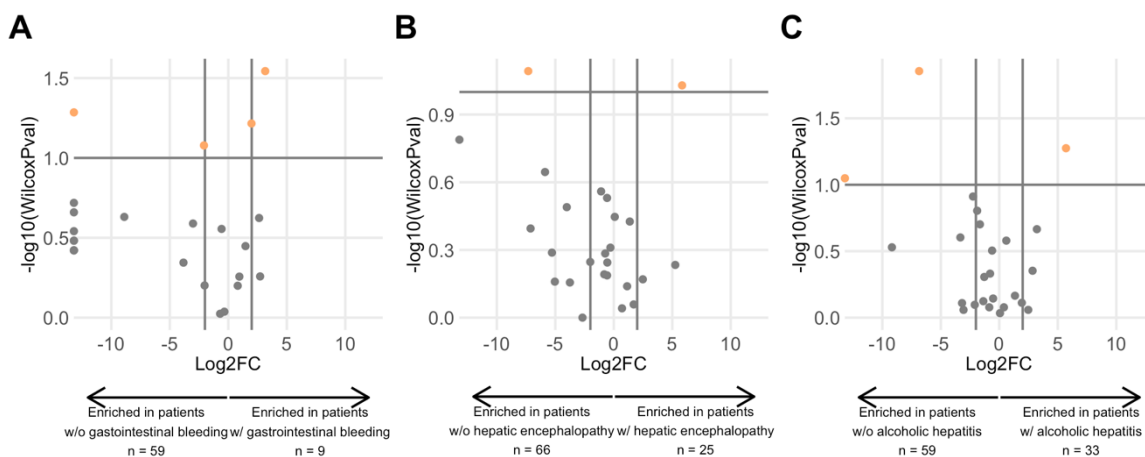 A
-log10(WilcoxPval)
1.5
1.0
0.5
0.0
-10 -5 0 5 10
Log2FC
Enriched in patients Enriched in patients
w/o gastointestinal bleeding w/ gastrointestinal bleeding
n = 59 n = 9
B
-log10(WilcoxPval)
0.9
0.6
0.3
0.0
-10 -5 0 5 10
Log2FC
Enriched in patients Enriched in patients
w/o hepatic encephalopathy w/ hepatic encephalopathy
n = 66 n = 25
C
-log10(WilcoxPval)
1.5
1.0
0.5
0.0
-10 -5 0 5 10
Log2FC
Enriched in patients Enriched in patients
w/o alcoholic hepatitis w/ alcoholic hepatitis
n = 59 n = 33